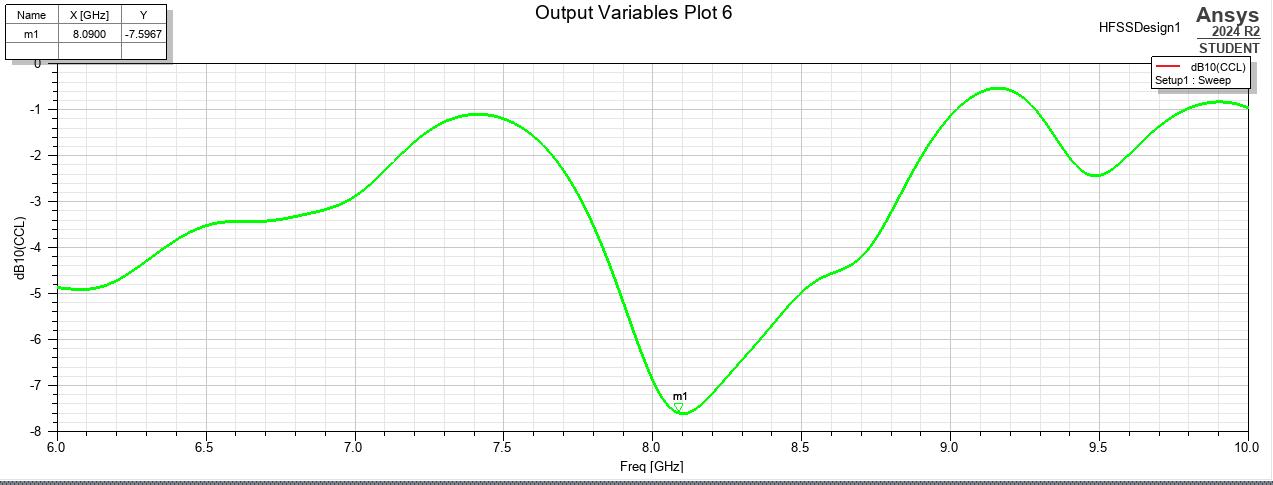 Output Variables Plot 6
Name X [GHz] Y
m1 8.0900 -7.5967
HFSSDesign1
Ansys
2024 R2
STUDENT
dB10(CCL)
Setup1 : Sweep
dB10(CCL)
0
-1
-2
-3
-4
-5
-6
-7
-8
m1
6.0 6.5 7.0 7.5 8.0 8.5 9.0 9.5 10.0
Freq [GHz]